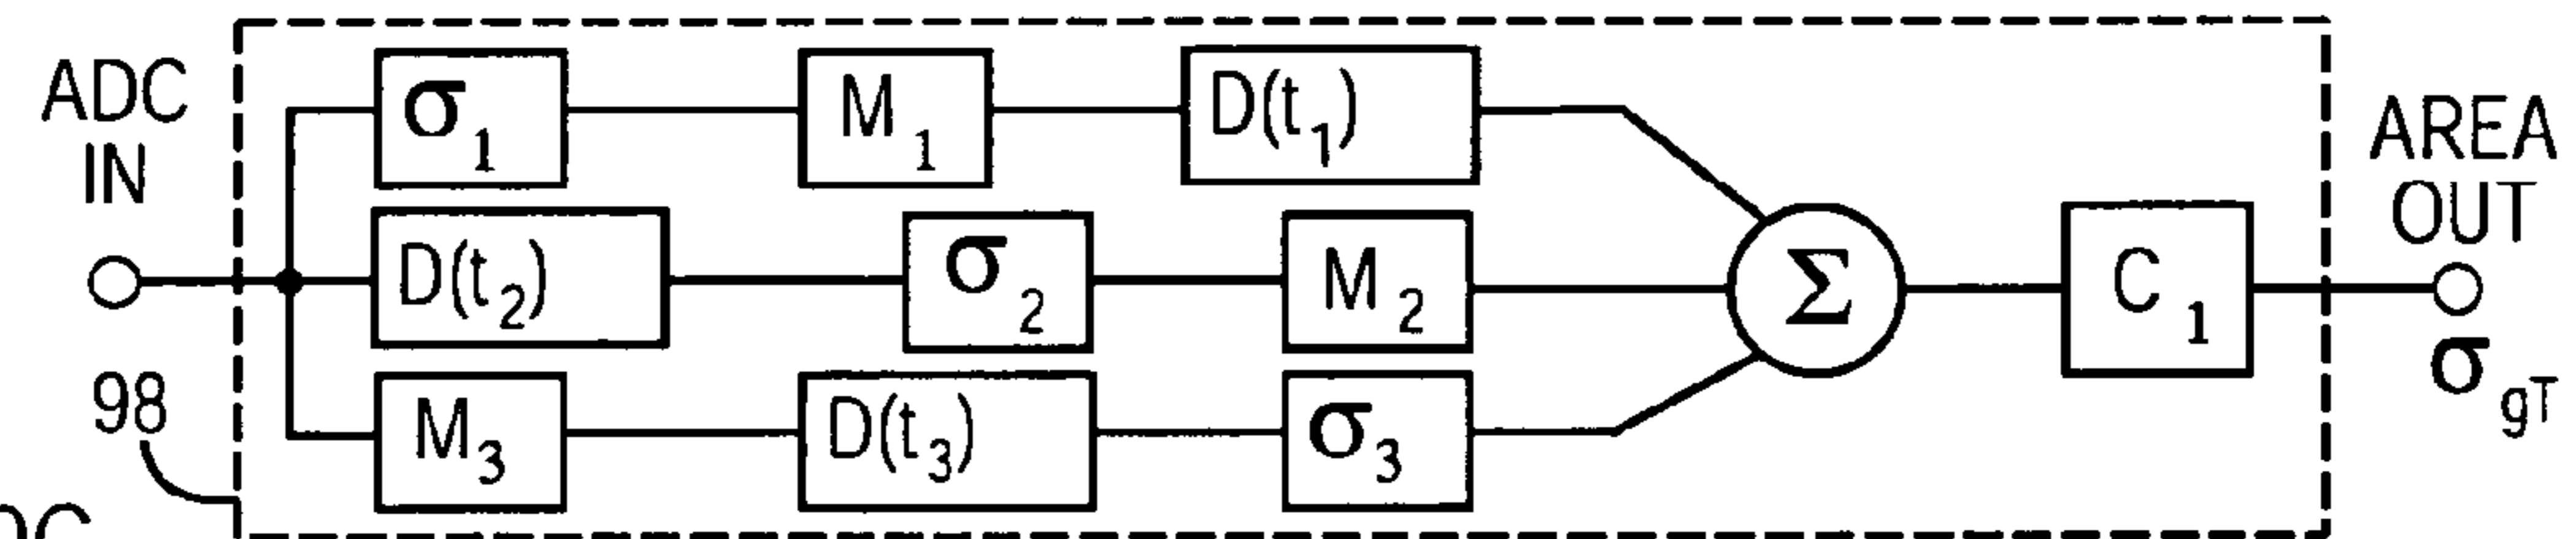 ADC
IN
σ1
M1
D(t1)
D(t2)
σ2
M2
M3
D(t3)
σ3
Σ
C1
AREA
OUT
σgT
98